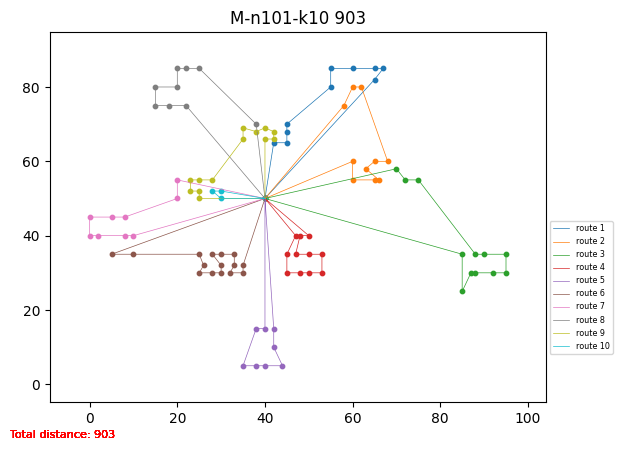 M-n101-k10 903
80
60
40
20
0
0 20 40 60 80 100
route 1
route 2
route 3
route 4
route 5
route 6
route 7
route 8
route 9
route 10
Total distance: 903